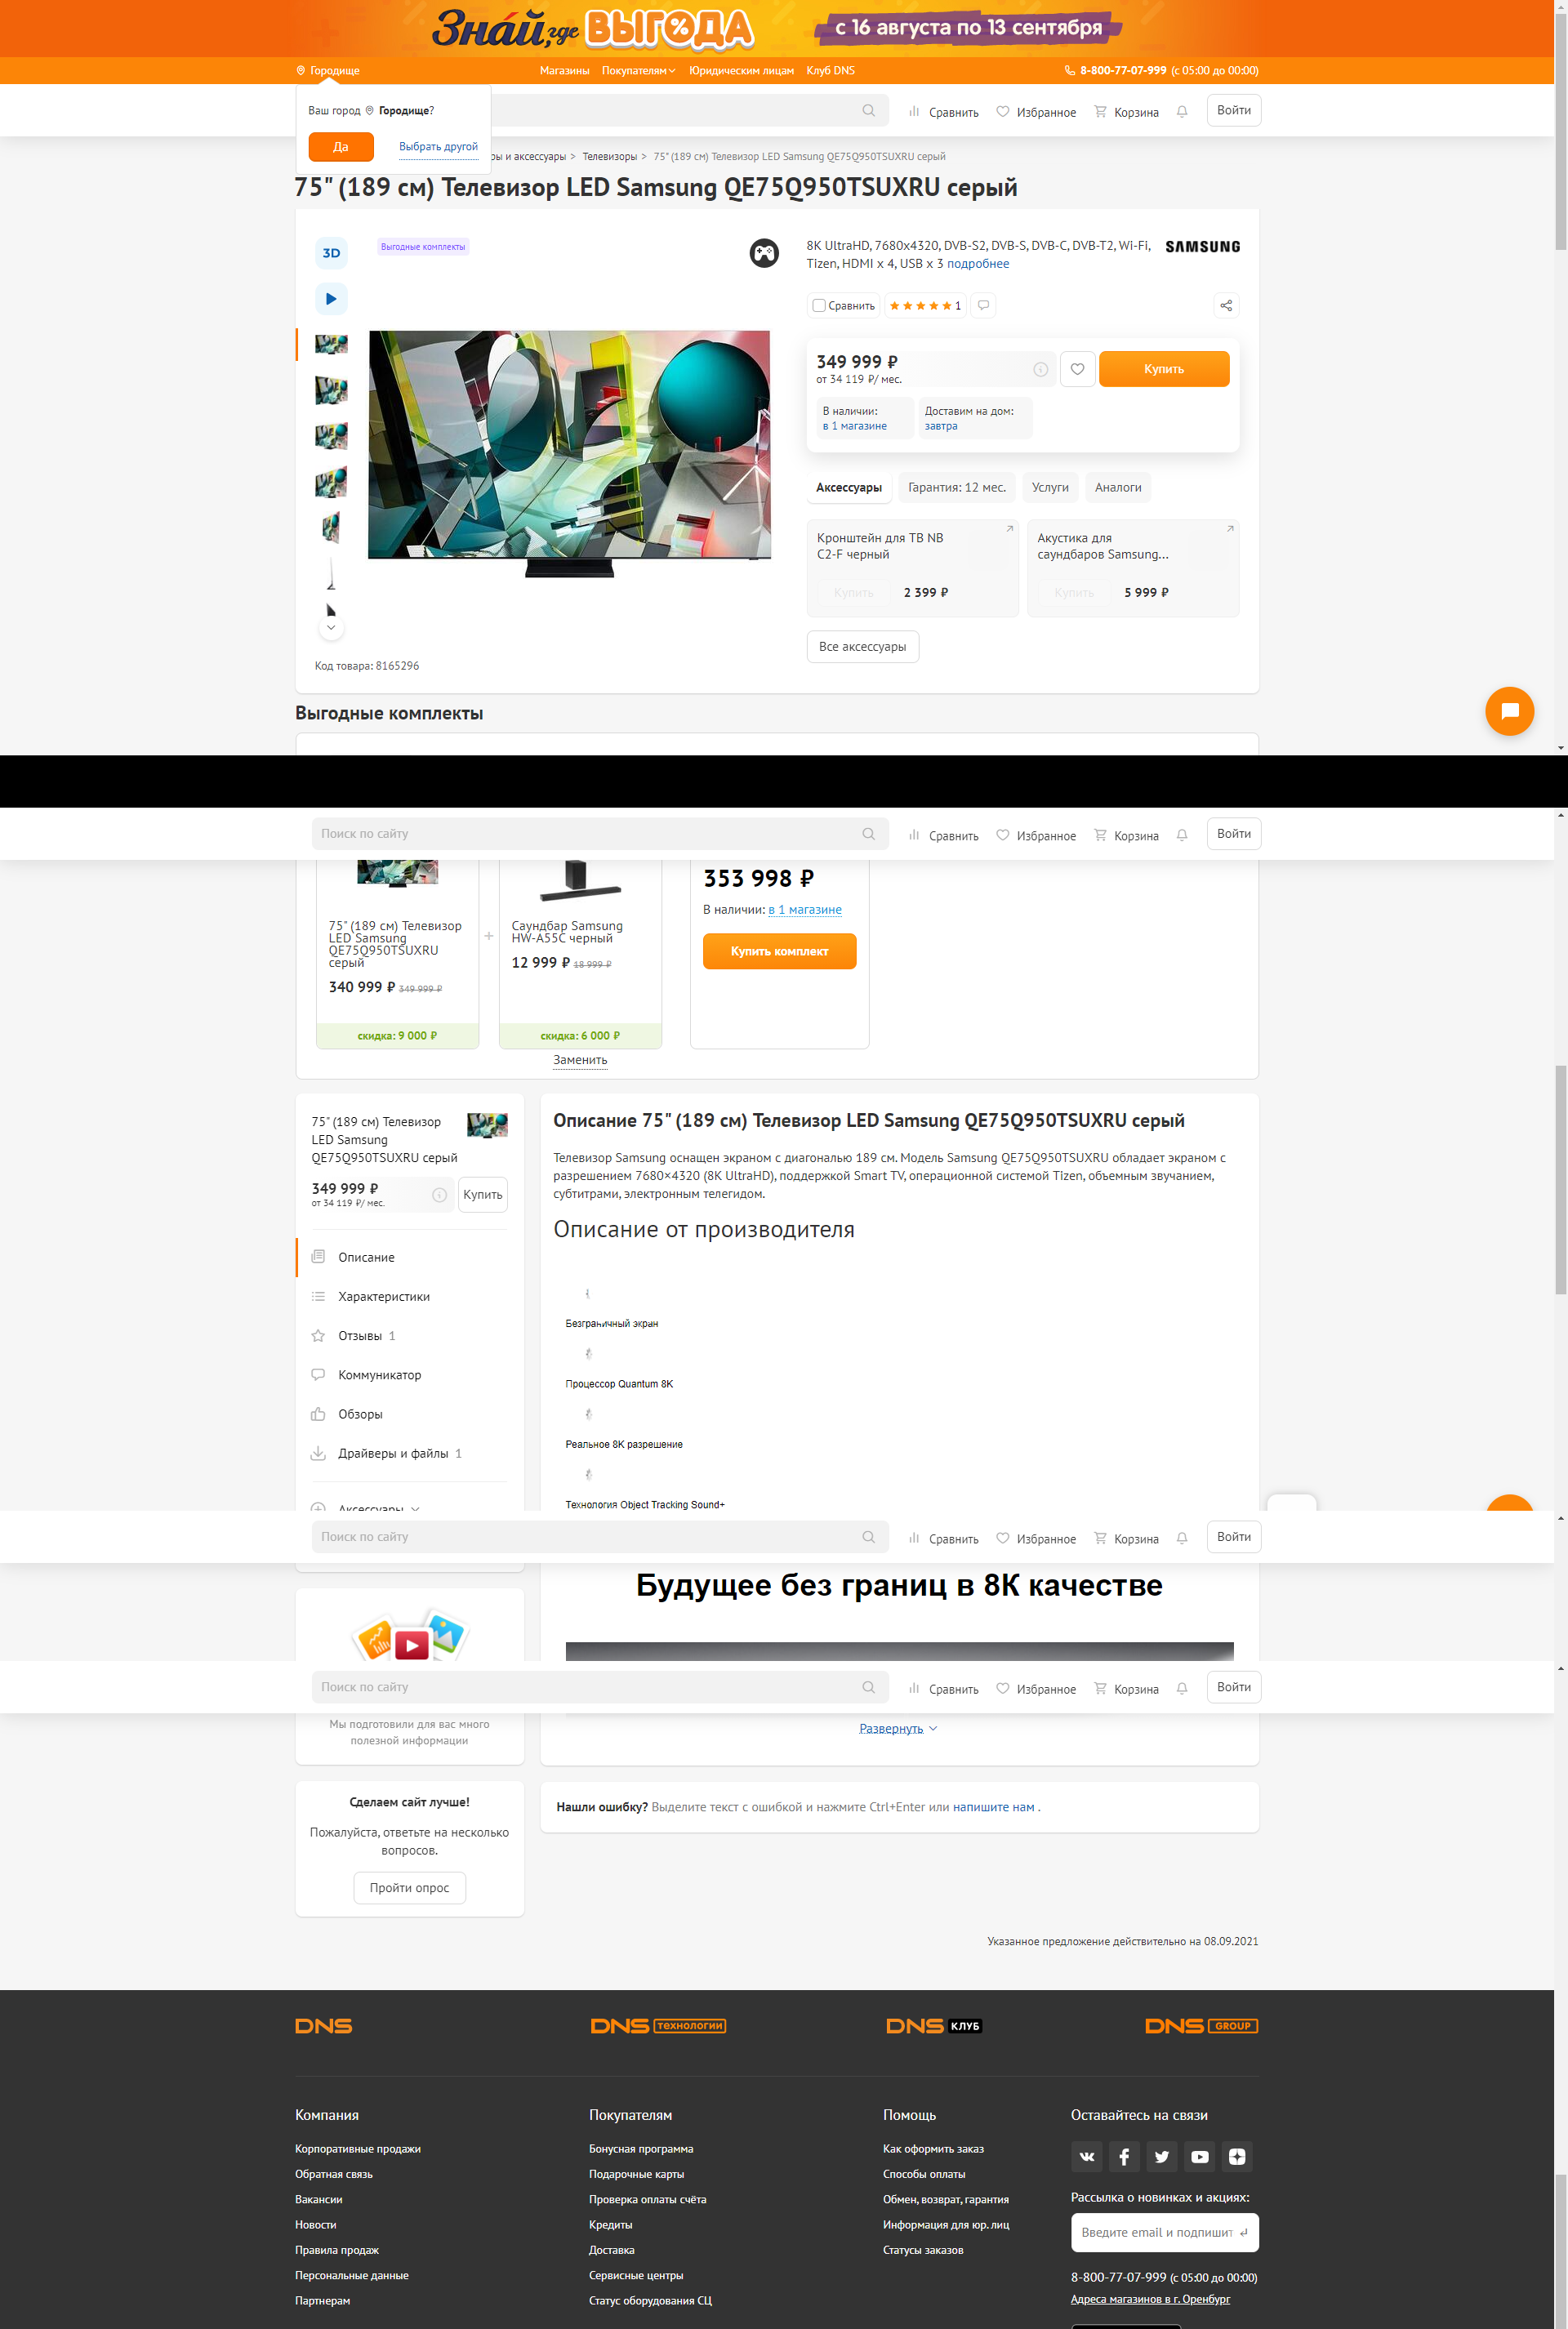 Знай, где ВЫГОДА
с 16 августа по 13 сентября
Городище
Магазины Покупателям Юридическим лицам Клуб DNS
8-800-77-07-999 (с 05:00 до 00:00)
Ваш город Городище?
Да Выбрать другой
Сравнить Избранное Корзина Войти
ры и аксессуары > Телевизоры > 75" (189 см) Телевизор LED Samsung QE75Q950TSUXRU серый
75" (189 см) Телевизор LED Samsung QE75Q950TSUXRU серый
3D
Выгодные комплекты
8K UltraHD, 7680x4320, DVB-S2, DVB-S, DVB-C, DVB-T2, Wi-Fi,
Tizen, HDMI x 4, USB x 3 подробнее
SAMSUNG
Сравнить 1
349 999 ₽
от 34 119 ₽/ мес.
Купить
В наличии:
в 1 магазине
Доставим на дом:
завтра
Аксессуары Гарантия: 12 мес. Услуги Аналоги
Кронштейн для ТВ NB
C2-F черный
Купить 2 399 ₽
Акустика для
саундбаров Samsung...
Купить 5 999 ₽
Все аксессуары
Код товара: 8165296
Выгодные комплекты
Поиск по сайту
Сравнить Избранное Корзина Войти
75" (189 см) Телевизор
LED Samsung
QE75Q950TSUXRU
серый
340 999 ₽ 349 999 ₽
скидка: 9 000 ₽
+
Саундбар Samsung
HW-A55C черный
12 999 ₽ 18 999 ₽
скидка: 6 000 ₽
Заменить
353 998 ₽
В наличии: в 1 магазине
Купить комплект
75" (189 см) Телевизор
LED Samsung
QE75Q950TSUXRU серый
349 999 ₽
от 34 119 ₽/ мес.
Купить
Описание
Характеристики
Отзывы 1
Коммуникатор
Обзоры
Драйверы и файлы 1
Аксессуары
Описание 75" (189 см) Телевизор LED Samsung QE75Q950TSUXRU серый
Телевизор Samsung оснащен экраном с диагональю 189 см. Модель Samsung QE75Q950TSUXRU обладает экраном с
разрешением 7680×4320 (8K UltraHD), поддержкой Smart TV, операционной системой Tizen, объемным звучанием,
субтитрами, электронным телегидом.
Описание от производителя
Безграничный экран
Процессор Quantum 8K
Реальное 8K разрешение
Технология Object Tracking Sound+
Поиск по сайту
Сравнить Избранное Корзина Войти
Будущее без границ в 8К качестве
Поиск по сайту
Сравнить Избранное Корзина Войти
Мы подготовили для вас много
полезной информации
Развернуть
Сделаем сайт лучше!
Пожалуйста, ответьте на несколько
вопросов.
Пройти опрос
Нашли ошибку? Выделите текст с ошибкой и нажмите Ctrl+Enter или напишите нам .
Указанное предложение действительно на 08.09.2021
DNS
DNS технологии
DNS КЛУБ
DNS GROUP
Компания
Корпоративные продажи
Обратная связь
Вакансии
Новости
Правила продаж
Персональные данные
Партнерам
Покупателям
Бонусная программа
Подарочные карты
Проверка оплаты счёта
Кредиты
Доставка
Сервисные центры
Статус оборудования СЦ
Помощь
Как оформить заказ
Способы оплаты
Обмен, возврат, гарантия
Информация для юр. лиц
Статусы заказов
Оставайтесь на связи
Рассылка о новинках и акциях:
Введите email и подпишит
8-800-77-07-999 (с 05:00 до 00:00)
Адреса магазинов в г. Оренбург